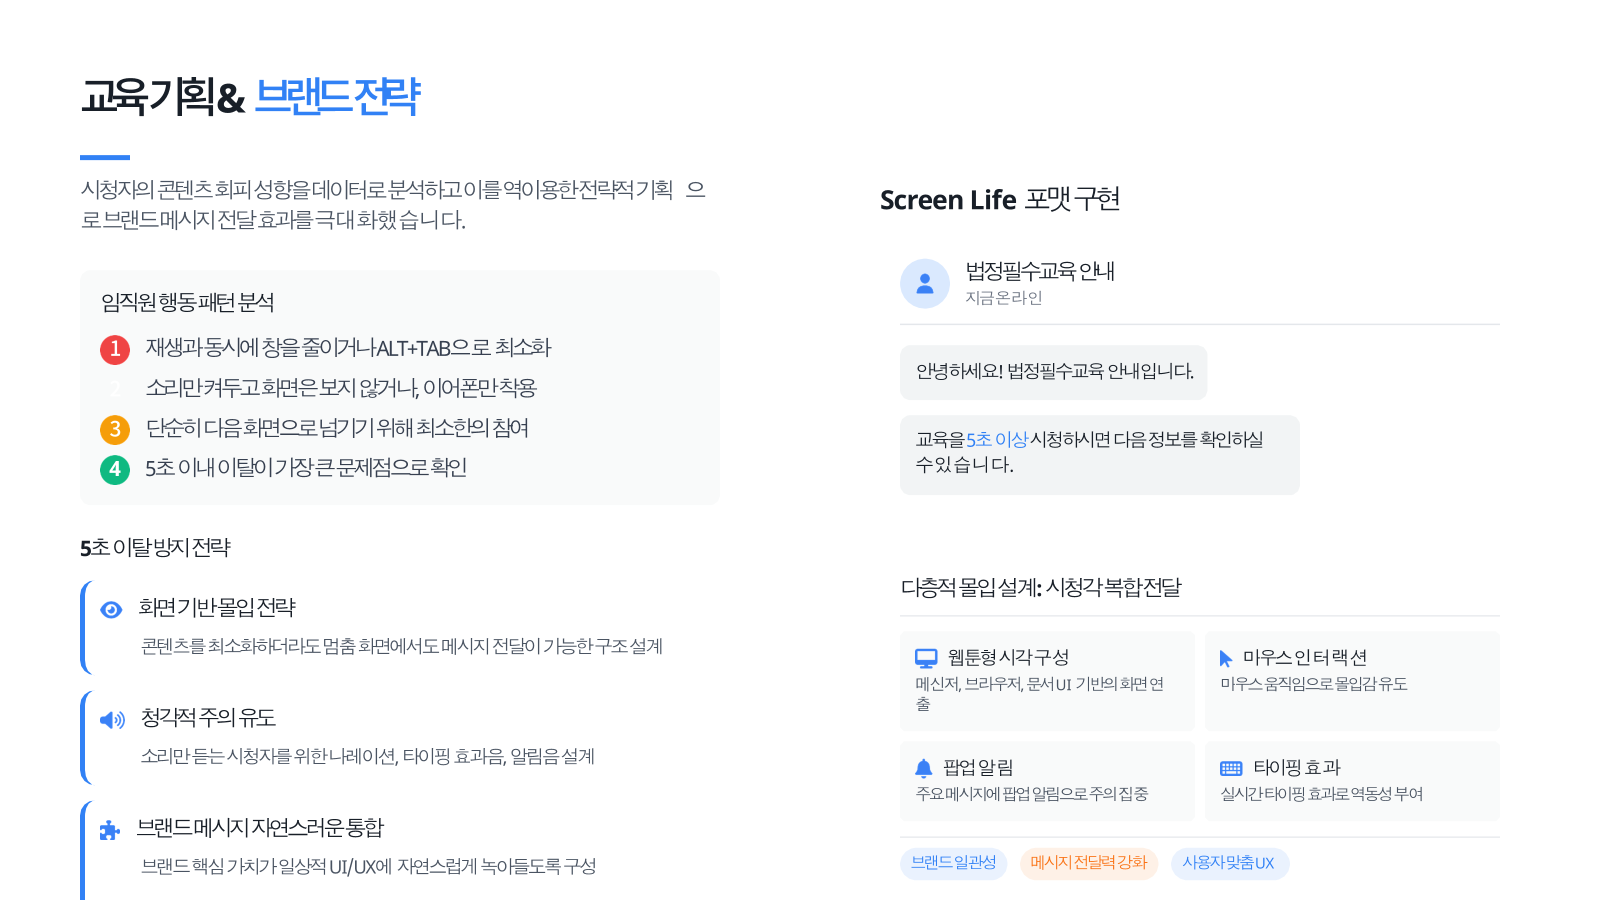 교육 기획 & 브랜드 전략
시청자의 콘텐츠 회피 성향을 데이터로 분석하고 이를 역이용한 전략적 기획 으
로 브랜드 메시지 전달 효과를 극대화했습니다.
임직원 행동 패턴 분석
1 재생과 동시에 창을 줄이거나 ALT+TAB으로 최소화
2 소리만 켜두고 화면은 보지 않거나, 이어폰만 착용
3 단순히 다음 화면으로 넘기기 위해 최소한의 참여
4 5초 이내 이탈이 가장 큰 문제점으로 확인
5초 이탈 방지 전략
화면 기반 몰입 전략
콘텐츠를 최소화하더라도 멈춤 화면에서도 메시지 전달이 가능한 구조 설계
청각적 주의 유도
소리만 듣는 시청자를 위한 나레이션, 타이핑 효과음, 알림음 설계
브랜드 메시지 자연스러운 통합
브랜드 핵심 가치가 일상적 UI/UX에 자연스럽게 녹아들도록 구성
Screen Life 포맷 구현
법정필수교육 안내
지금 온라인
안녕하세요! 법정필수교육 안내입니다.
교육을 5초 이상 시청하시면 다음 정보를 확인하실
수 있습니다.
다층적 몰입 설계: 시청각 복합 전달
웹툰형 시각 구성
메신저, 브라우저, 문서 UI 기반의 화면 연
출
마우스 인터랙션
마우스 움직임으로 몰입감 유도
팝업 알림
주요 메시지에 팝업 알림으로 주의 집중
타이핑 효과
실시간 타이핑 효과로 역동성 부여
브랜드 일관성 메시지 전달력 강화 사용자 맞춤 UX